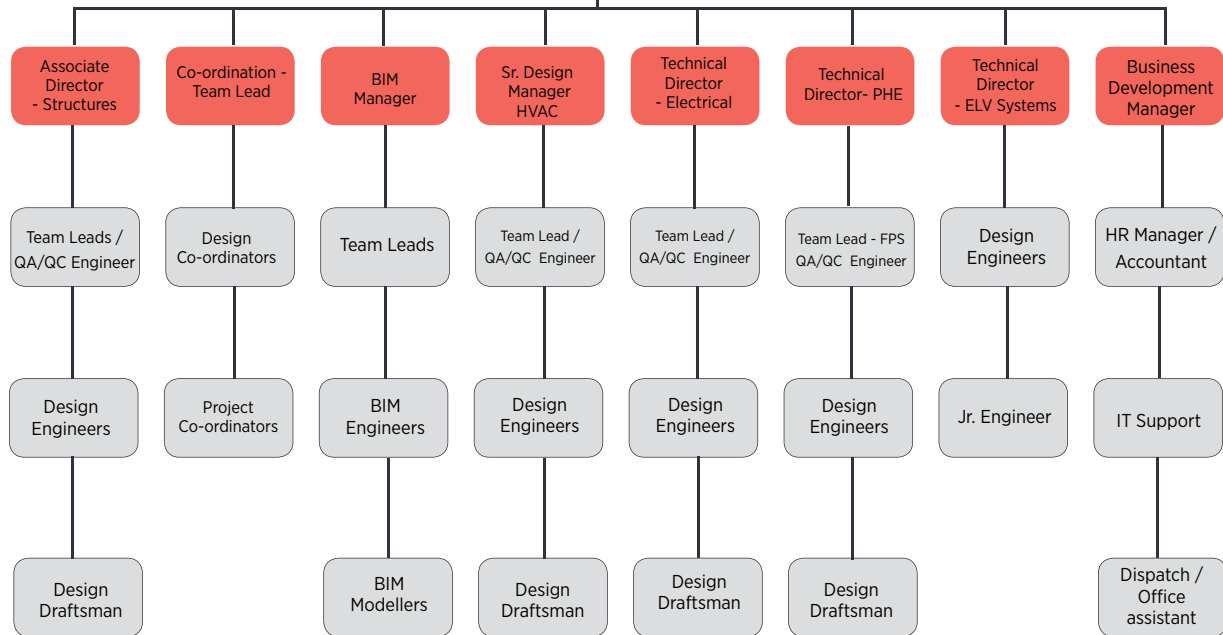 Associate
Director
- Structures
Co-ordination -
Team Lead
BIM
Manager
Sr. Design
Manager
HVAC
Technical
Director
- Electrical
Technical
Director- PHE
Technical
Director
- ELV Systems
Business
Development
Manager
Team Leads /
QA/QC Engineer
Design
Co-ordinators
Team Leads
Team Lead /
QA/QC Engineer
Team Lead /
QA/QC Engineer
Team Lead - FPS
QA/QC Engineer
Design
Engineers
HR Manager /
Accountant
Design
Engineers
Project
Co-ordinators
BIM
Engineers
Design
Engineers
Design
Engineers
Design
Engineers
Jr. Engineer
IT Support
Design
Draftsman
BIM
Modellers
Design
Draftsman
Design
Draftsman
Design
Draftsman
Dispatch /
Office
assistant